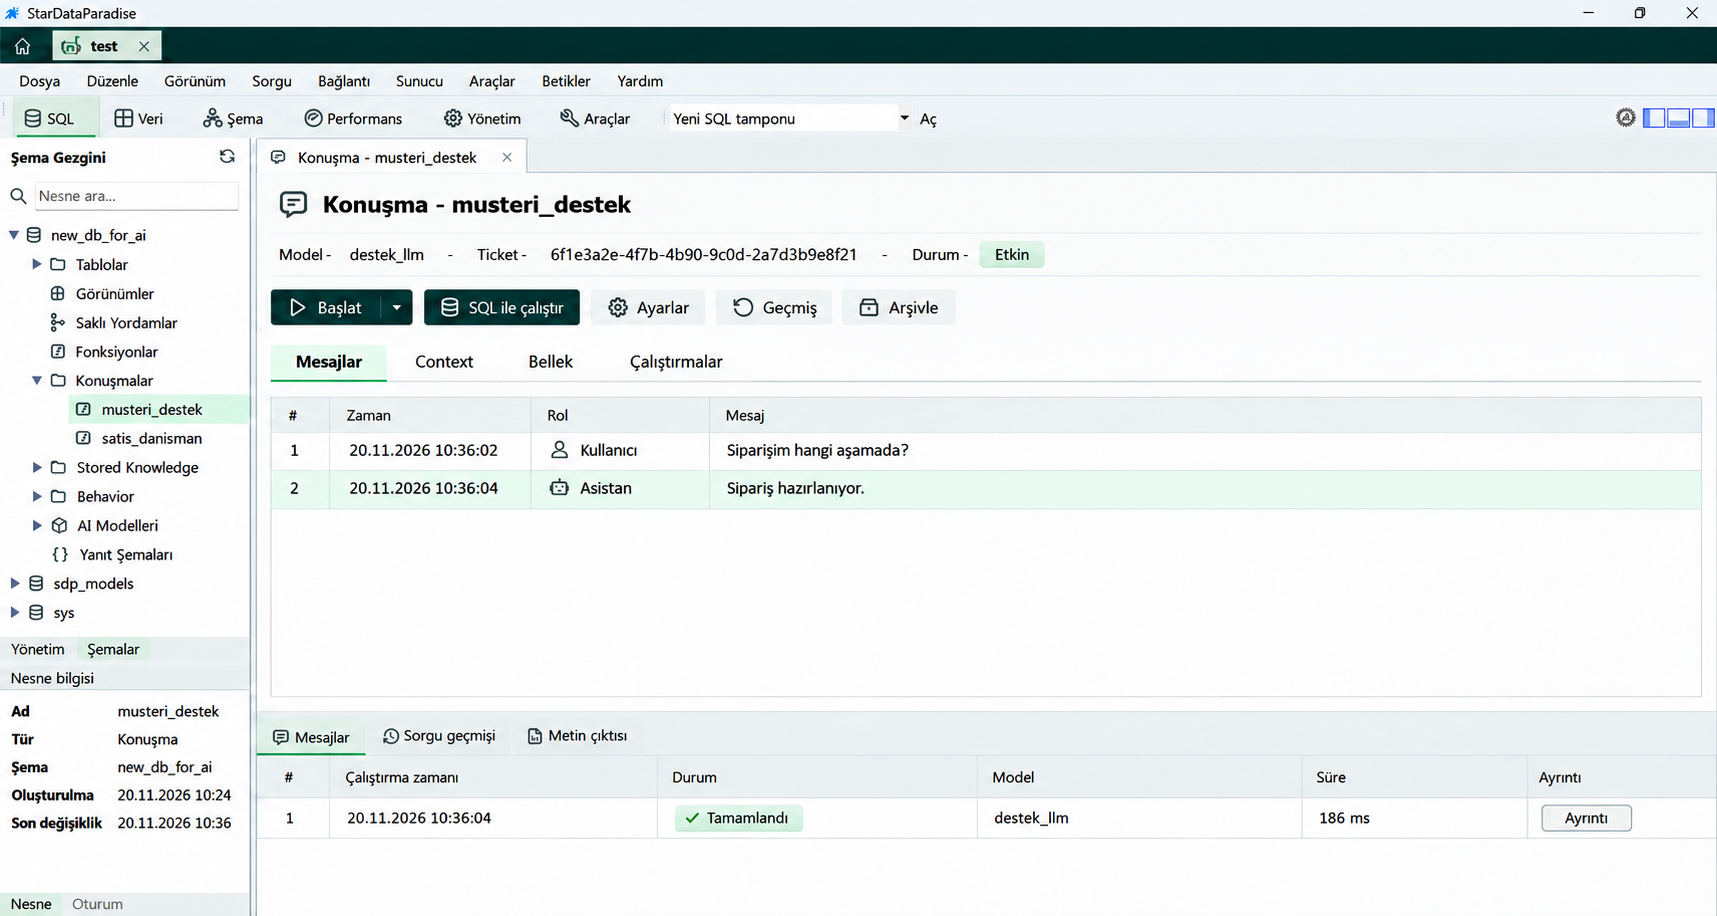 StarDataParadise
test
Dosya Düzenle Görünüm Sorgu Bağlantı Sunucu Araçlar Betikler Yardım
SQL Veri Şema Performans Yönetim Araçlar Yeni SQL tamponu Aç
Şema Gezgini
Nesne ara...
new_db_for_ai
Tablolar
Görünümler
Saklı Yordamlar
Fonksiyonlar
Konuşmalar
musteri_destek
satis_danisman
Stored Knowledge
Behavior
AI Modelleri
{} Yanıt Şemaları
sdp_models
sys
Yönetim Şemalar
Nesne bilgisi
Ad musteri_destek
Tür Konuşma
Şema new_db_for_ai
Oluşturulma 20.11.2026 10:24
Son değişiklik 20.11.2026 10:36
Nesne Oturum
Konuşma - musteri_destek
Konuşma - musteri_destek
Model - destek_llm - Ticket - 6f1e3a2e-4f7b-4b90-9c0d-2a7d3b9e8f21 - Durum - Etkin
Başlat SQL ile çalıştır Ayarlar Geçmiş Arşivle
Mesajlar Context Bellek Çalıştırmalar
# Zaman Rol Mesaj
1 20.11.2026 10:36:02 Kullanıcı Siparişim hangi aşamada?
2 20.11.2026 10:36:04 Asistan Sipariş hazırlanıyor.
Mesajlar Sorgu geçmişi Metin çıktısı
# Çalıştırma zamanı Durum Model Süre Ayrıntı
1 20.11.2026 10:36:04 Tamamlandı destek_llm 186 ms Ayrıntı